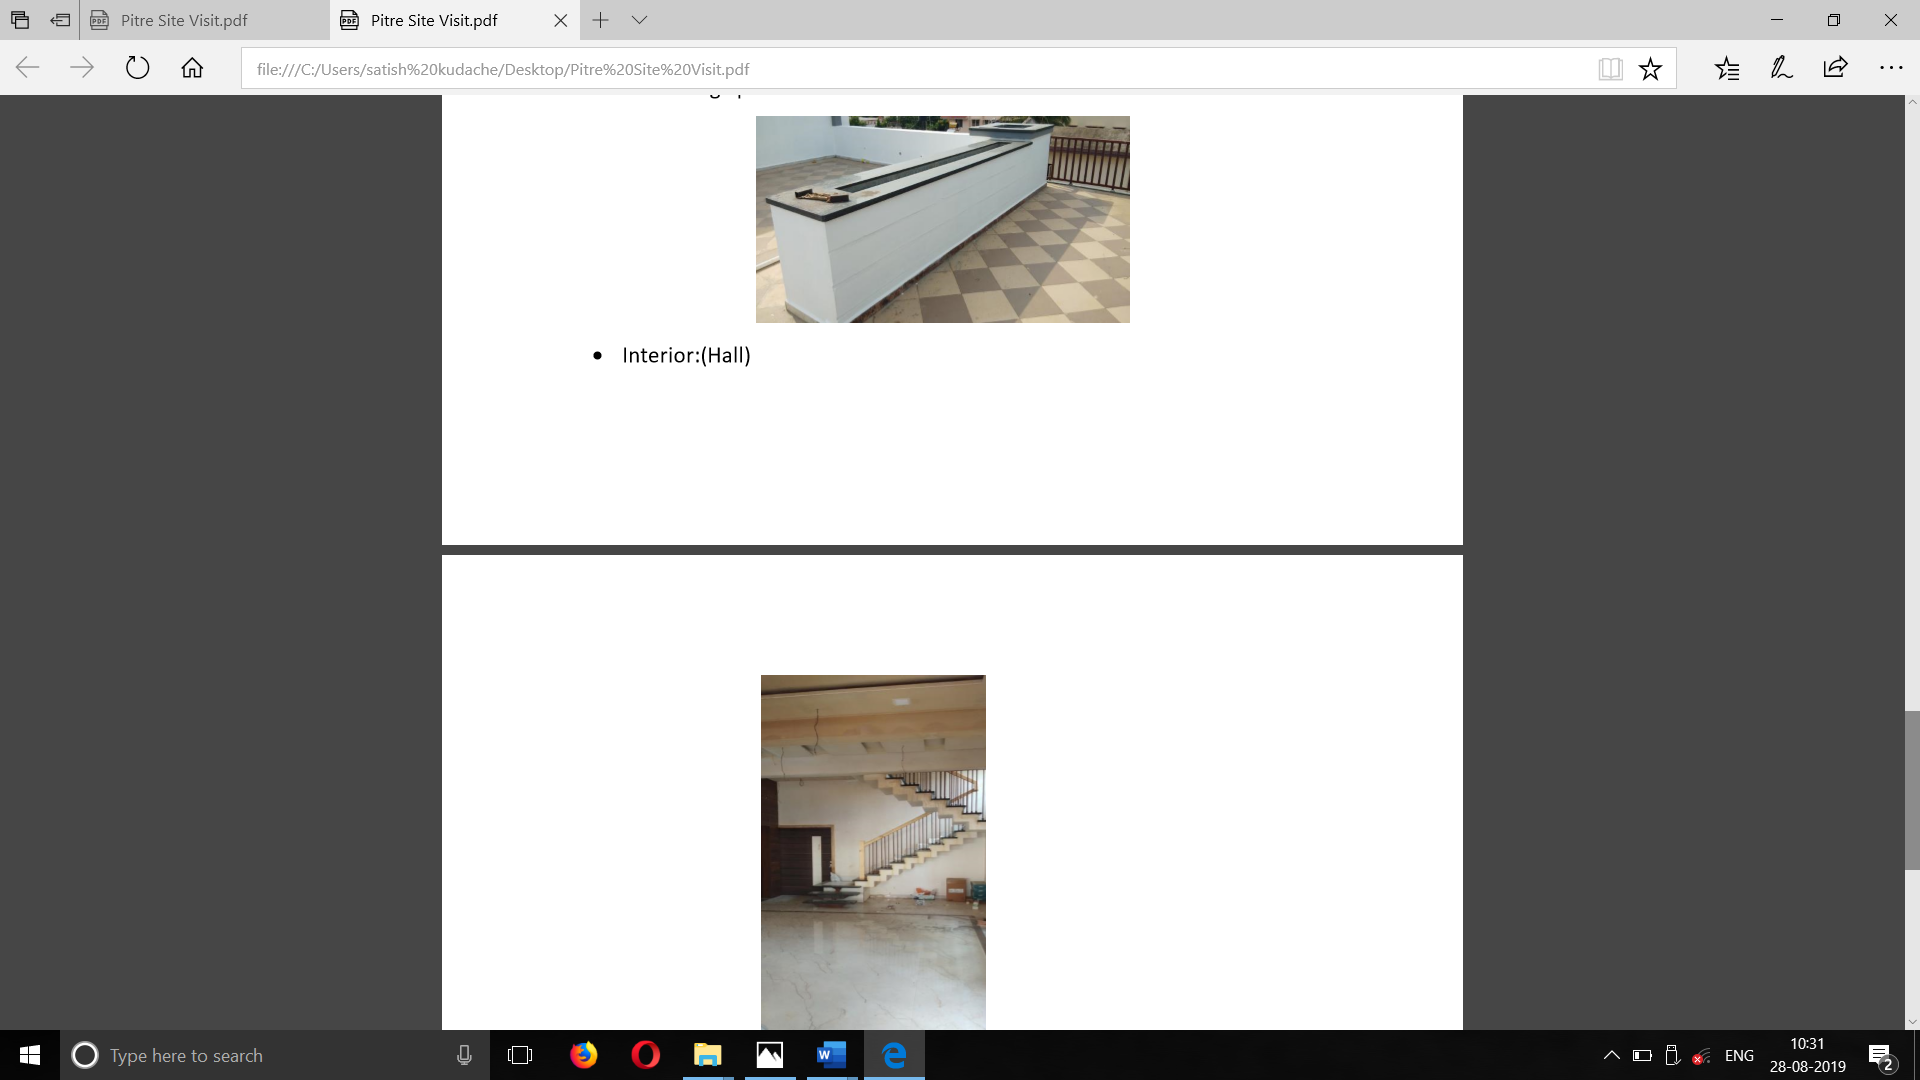 Pitre Site Visit.pdf
Pitre Site Visit.pdf
file:///C:/Users/satish%20kudache/Desktop/Pitre%20Site%20Visit.pdf
Interior:(Hall)
Type here to search
ENG
10:31
28-08-2019
2